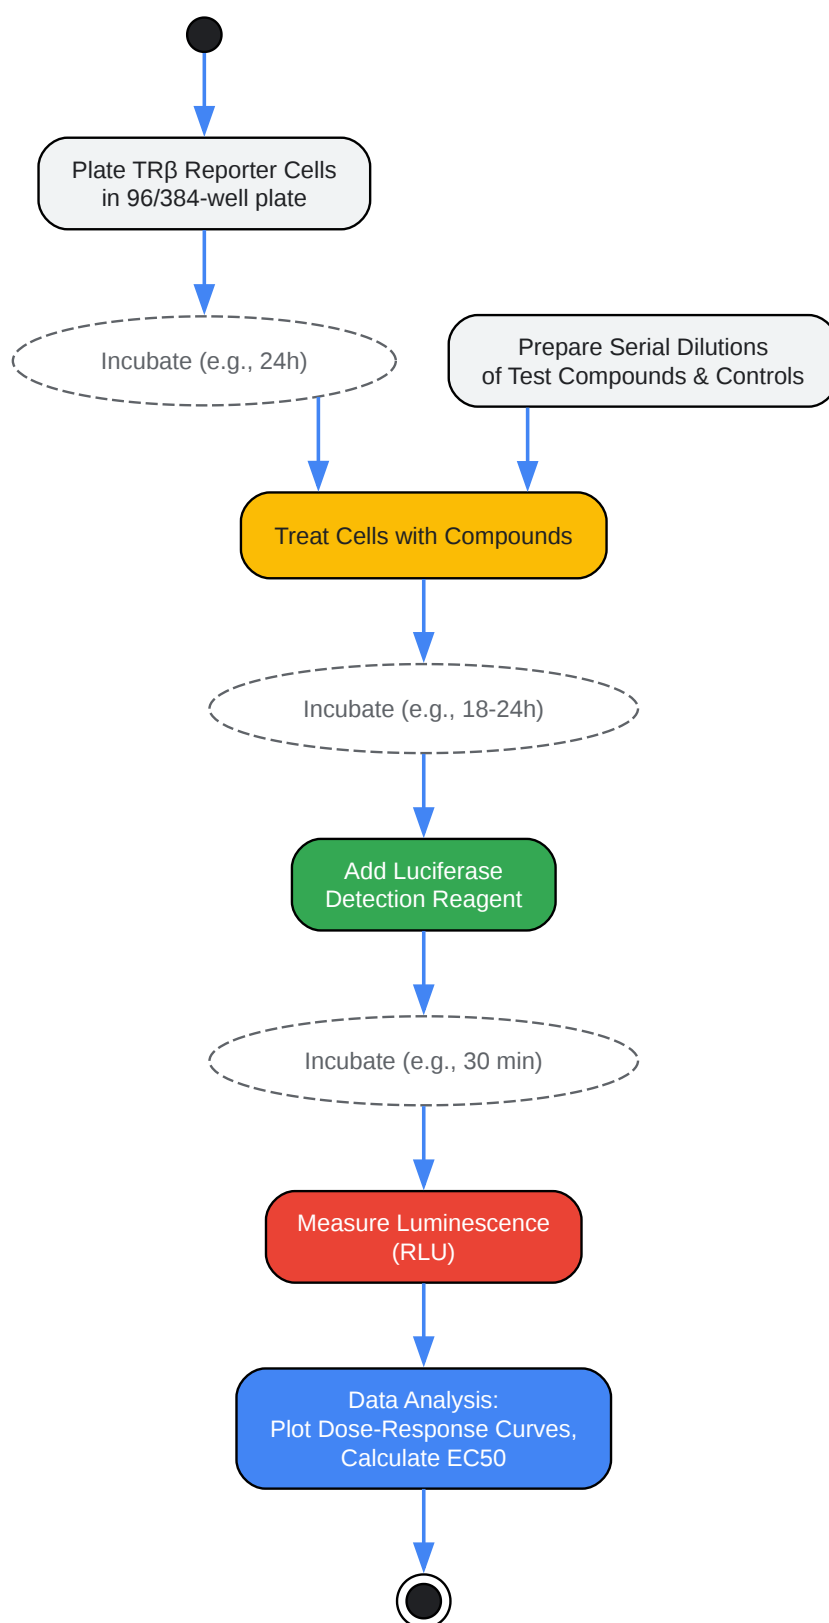 Plate TRβ Reporter Cells
in 96/384-well plate
Incubate (e.g., 24h)
Prepare Serial Dilutions
of Test Compounds & Controls
Treat Cells with Compounds
Incubate (e.g., 18-24h)
Add Luciferase
Detection Reagent
Incubate (e.g., 30 min)
Measure Luminescence
(RLU)
Data Analysis:
Plot Dose-Response Curves,
Calculate EC50